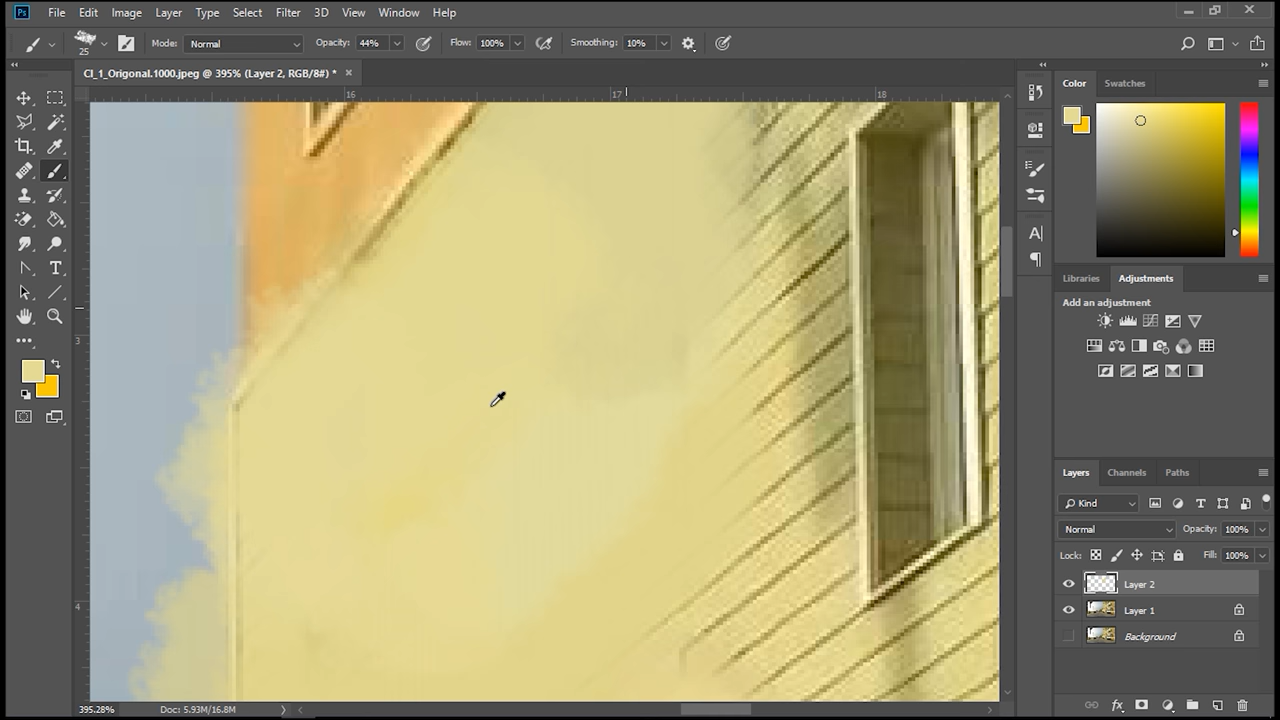 Ps File Edit Image Layer Type Select Filter 3D View Window Help
25 Mode: Normal Opacity: 44% Flow: 100% Smoothing: 10%
CI_1_Origonal.1000.jpeg @ 395% (Layer 2, RGB/8#) * ×
16 17 18
3
4
T
A
Color Swatches
Libraries Adjustments
Add an adjustment
Layers Channels Paths
Kind T
Normal Opacity: 100%
Lock: Fill: 100%
Layer 2
Layer 1
Background
fx
395.28% Doc: 5.93M/16.8M